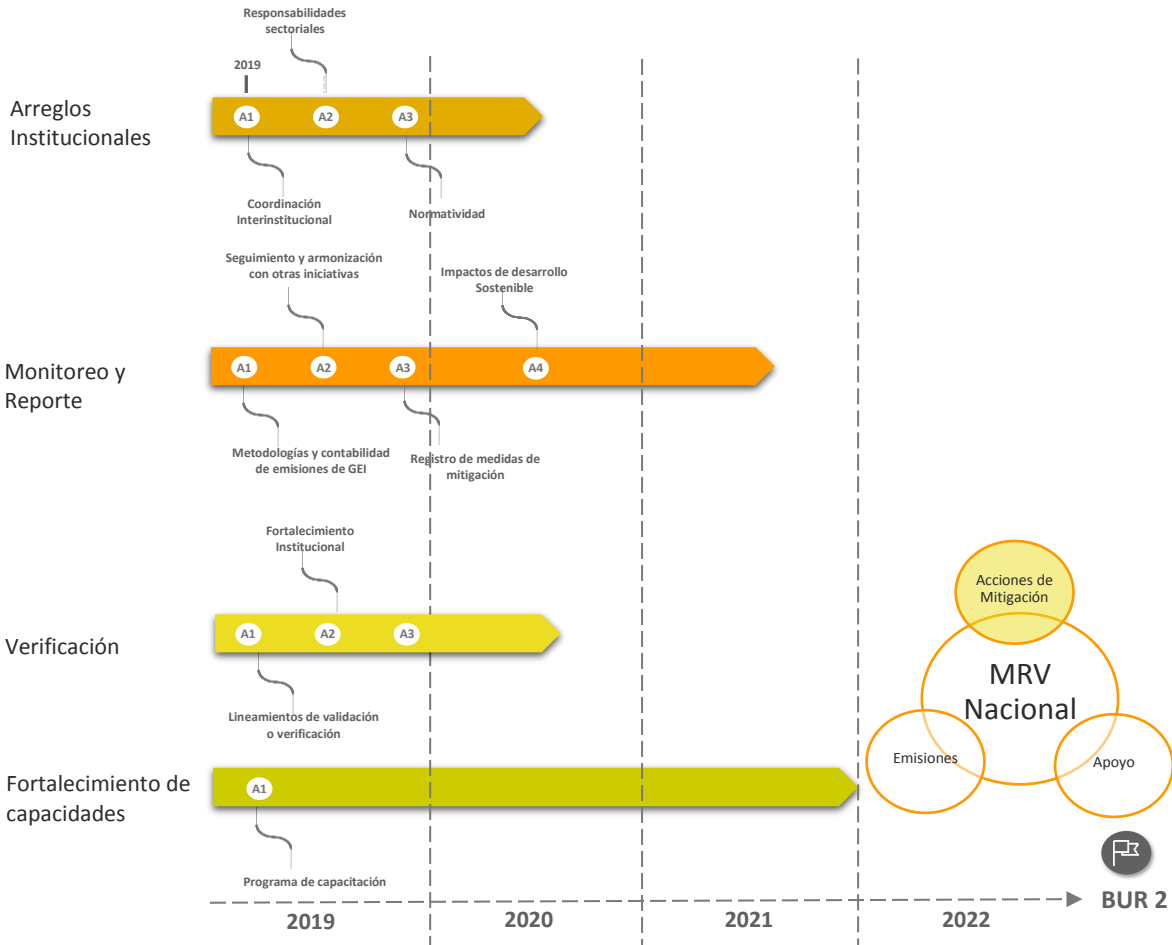 Responsabilidades
sectoriales
2019
Arreglos
Institucionales
A1
A2
A3
Coordinación
Interinstitucional
Normatividad
Seguimiento y armonización
con otras iniciativas
Impactos de desarrollo
Sostenible
Monitoreo y
Reporte
A1
A2
A3
A4
Metodologías y contabilidad
de emisiones de GEI
Registro de medidas de
mitigación
Fortalecimiento
Institucional
Verificación
A1
A2
A3
Lineamientos de validación
o verificación
Fortalecimiento de
capacidades
A1
Programa de capacitación
Acciones de
Mitigación
MRV
Nacional
Emisiones
Apoyo
BUR 2
2019
2020
2021
2022